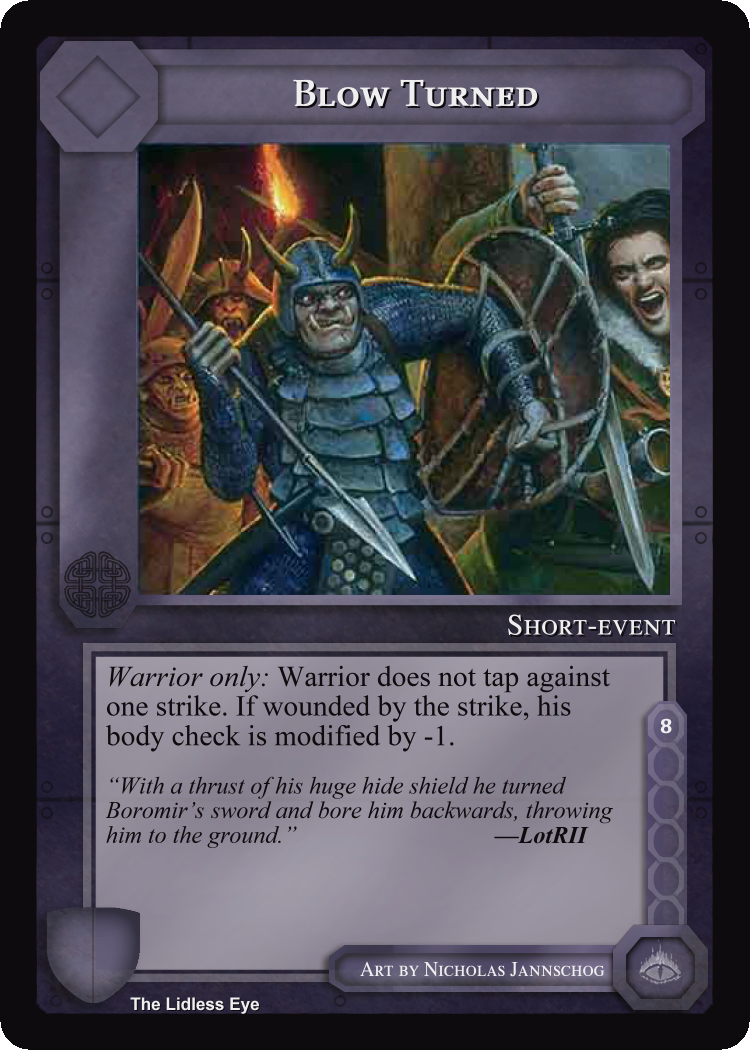 Blow Turned
Short-event
Warrior only: Warrior does not tap against
one strike. If wounded by the strike, his
body check is modified by -1.
8
“With a thrust of his huge hide shield he turned
Boromir’s sword and bore him backwards, throwing
him to the ground.” —LotRII
Art by Nicholas Jannschog
The Lidless Eye